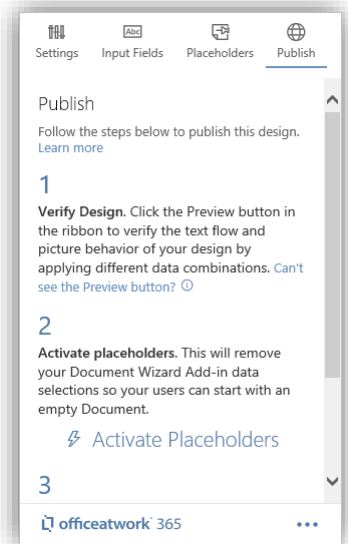 Abc
Settings Input Fields Placeholders Publish
Publish
Follow the steps below to publish this design.
Learn more
1
Verify Design. Click the Preview button in
the ribbon to verify the text flow and
picture behavior of your design by
applying different data combinations. Can't
see the Preview button?
2
Activate placeholders. This will remove
your Document Wizard Add-in data
selections so your users can start with an
empty Document.
Activate Placeholders
3
officeatwork 365